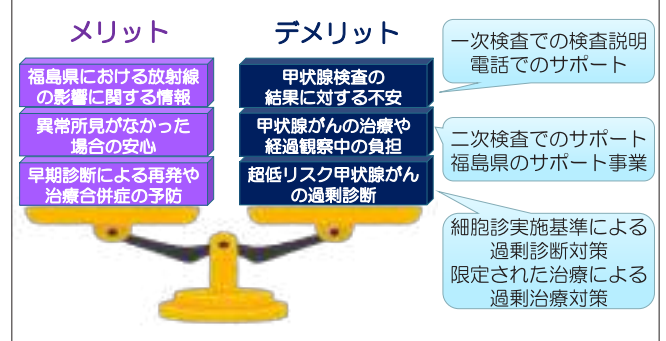 メリット
福島県における放射線
の影響に関する情報
異常所見がなかった
場合の安心
早期診断による再発や
治療合併症の予防
デメリット
甲状腺検査の
結果に対する不安
甲状腺がんの治療や
経過観察中の負担
超低リスク甲状腺がん
の過剰診断
一次検査での検査説明
電話でのサポート
二次検査でのサポート
福島県のサポート事業
細胞診実施基準による
過剰診断対策
限定された治療による
過剰治療対策